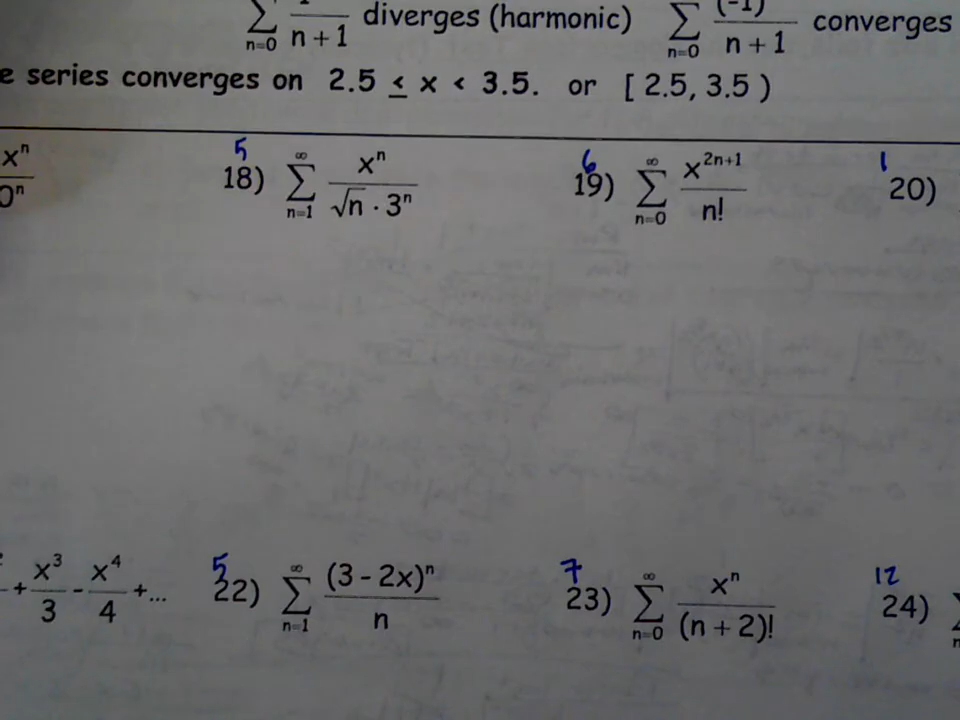 ∑ n=0 /(n + 1) diverges (harmonic) ∑ n=0 (-1)/(n + 1) converges
e series converges on 2.5 ≤ x < 3.5. or [ 2.5, 3.5 )
5 6 1
xⁿ/0ⁿ 18) ∞ ∑ n=1 xⁿ/(√n · 3ⁿ) 19) ∞ ∑ n=0 x²ⁿ⁺¹/n! 20)
5 7 12
+ x³/3 - x⁴/4 +... 22) ∞ ∑ n=1 (3 - 2x)ⁿ/n 23) ∞ ∑ n=0 xⁿ/(n + 2)! 24)